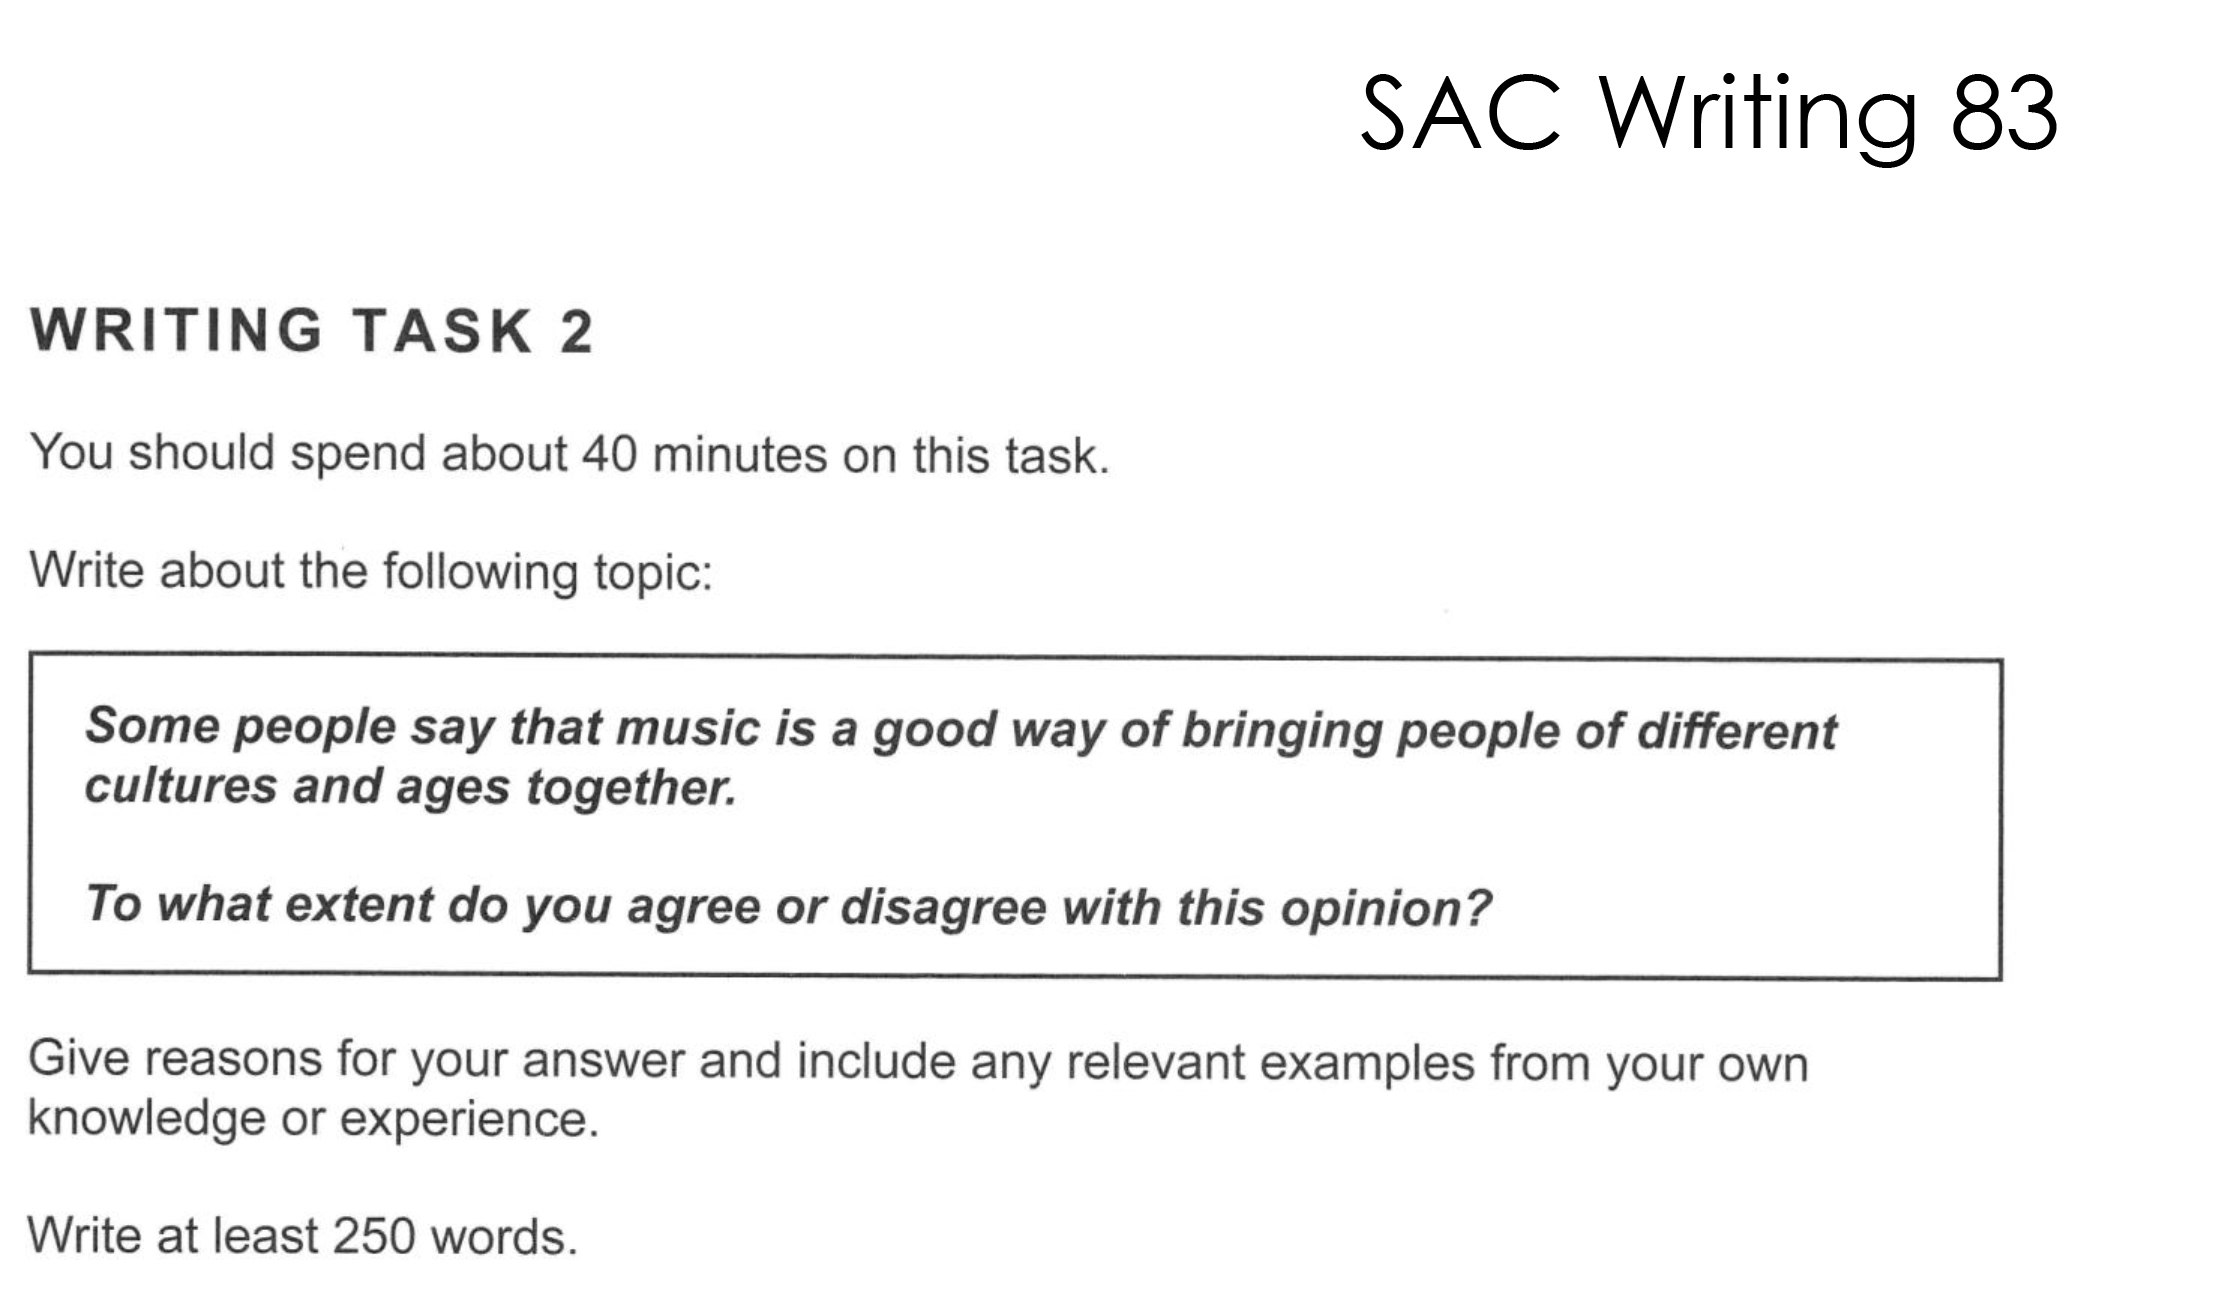 SAC Writing 83
WRITING TASK 2
You should spend about 40 minutes on this task.
Write about the following topic:
Some people say that music is a good way of bringing people of different
cultures and ages together.
To what extent do you agree or disagree with this opinion?
Give reasons for your answer and include any relevant examples from your own
knowledge or experience.
Write at least 250 words.